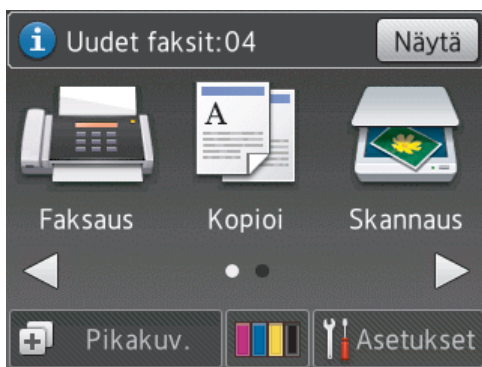 Uudet faksit:04 Näytä
A
Faksaus Kopioi Skannaus
Pikakuv. Asetukset